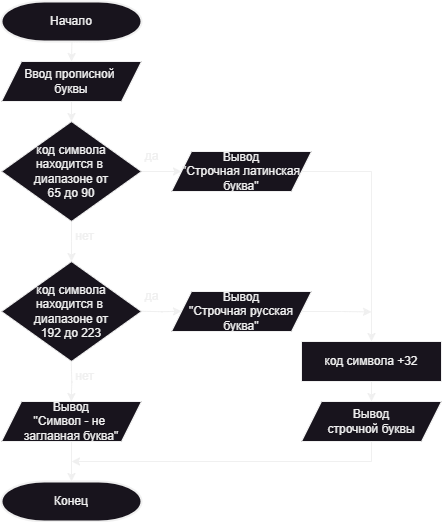 Начало
Ввод прописной
буквы
код символа
находится в
диапазоне от
65 до 90
да
Вывод
"Строчная латинская
буква"
нет
код символа
находится в
диапазоне от
192 до 223
да
Вывод
"Строчная русская
буква"
код символа +32
нет
Вывод
"Символ - не
заглавная буква"
Вывод
строчной буквы
Конец